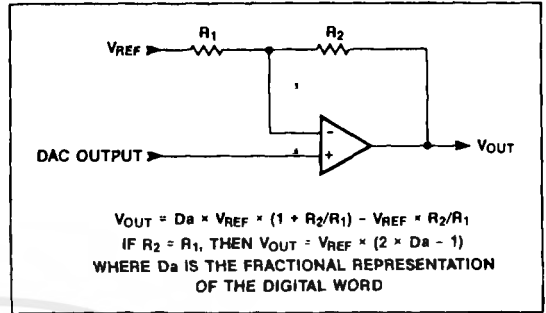 R1 R2
VREF
-
+
DAC OUTPUT
VOUT
VOUT = Da × VREF × (1 + R2/R1) - VREF × R2/R1
IF R2 = R1, THEN VOUT = VREF × (2 × Da - 1)
WHERE Da IS THE FRACTIONAL REPRESENTATION
OF THE DIGITAL WORD